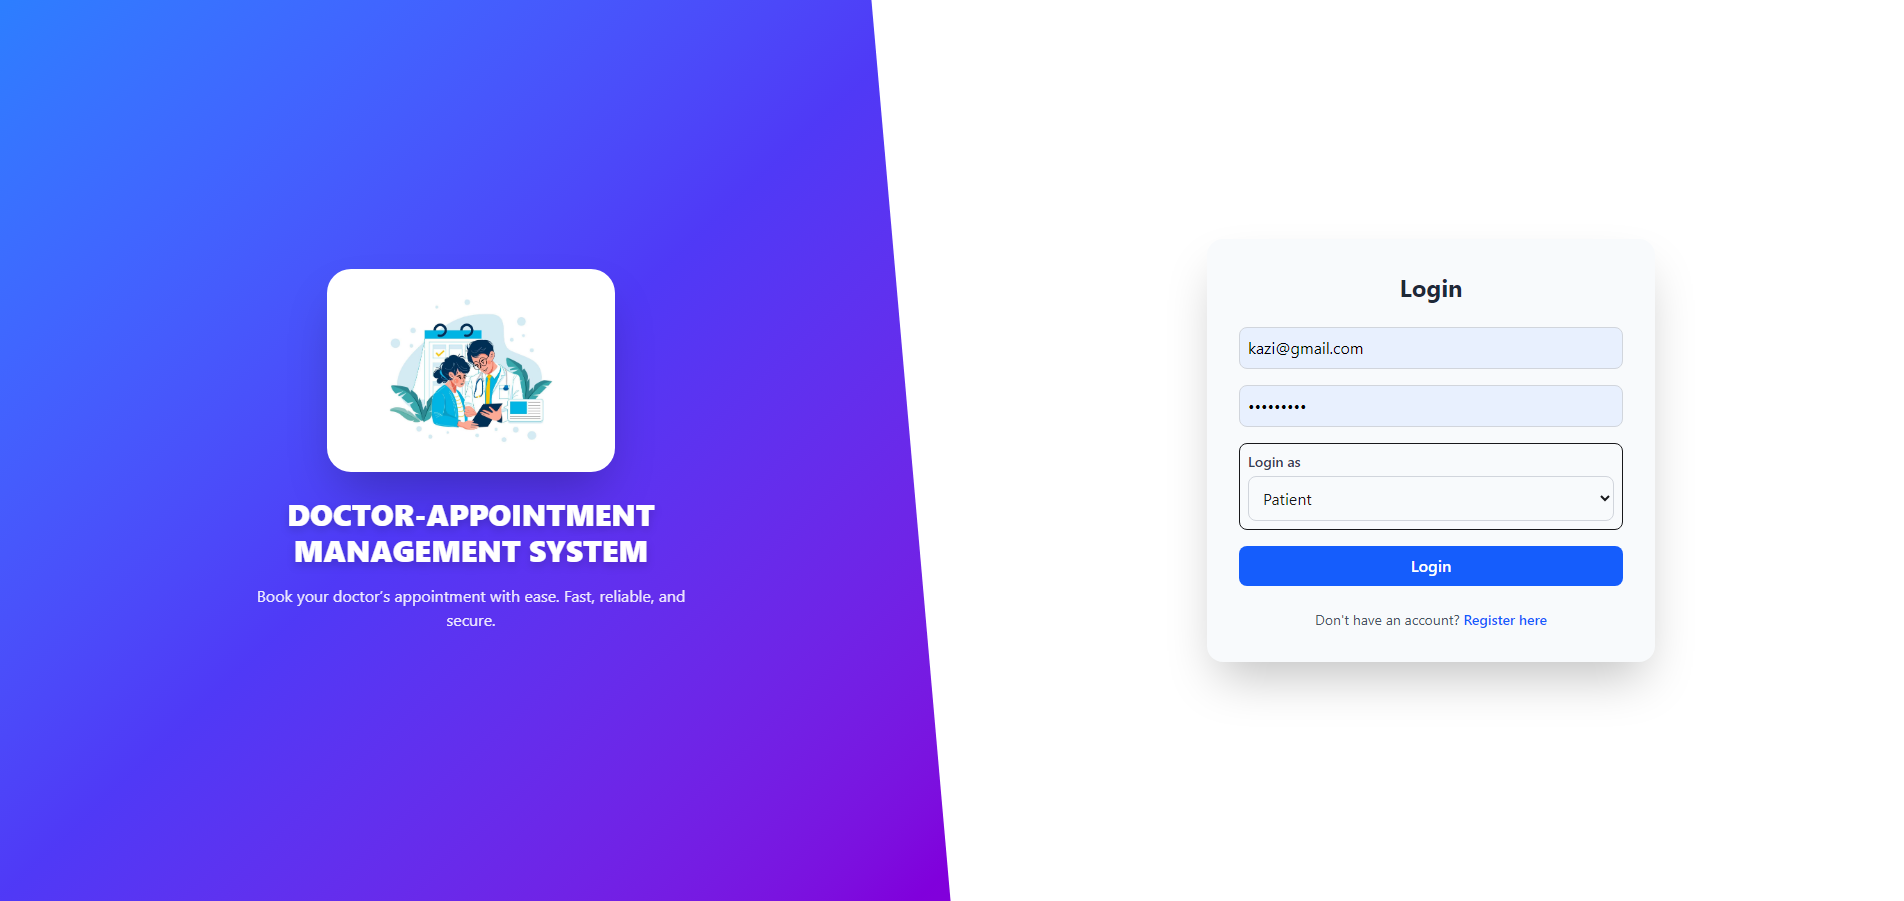 DOCTOR-APPOINTMENT
MANAGEMENT SYSTEM
Book your doctor’s appointment with ease. Fast, reliable, and
secure.
Login
kazi@gmail.com
•••••••••
Login as
Patient
Login
Don't have an account? Register here